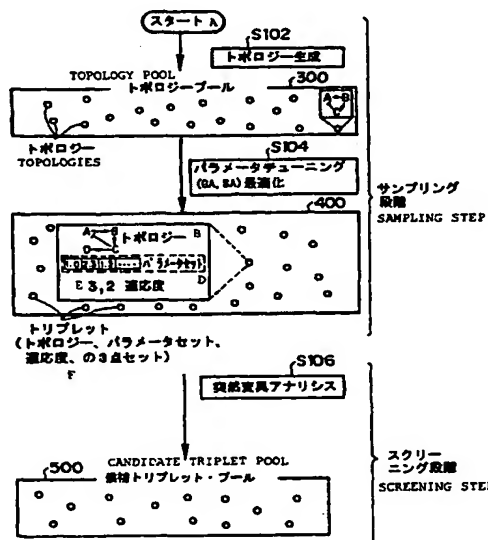 スタート A
S102
トポロジー生成
TOPOLOGY POOL
トポロジープール
300
A B
トポロジー
TOPOLOGIES
S104
パラメータチューニング
(GA, SA) 最適化
サンプリング
段階
SAMPLING STEP
400
A B
C
トポロジー B
パラメータセット
D
E 3,2 適応度
トリプレット
(トポロジー、パラメータセット、
適応度、の3点セット)
F
S106
突然変異アナリシス
500
CANDIDATE TRIPLET POOL
候補トリプレット・プール
スクリー
ニング段階
SCREENING STEP